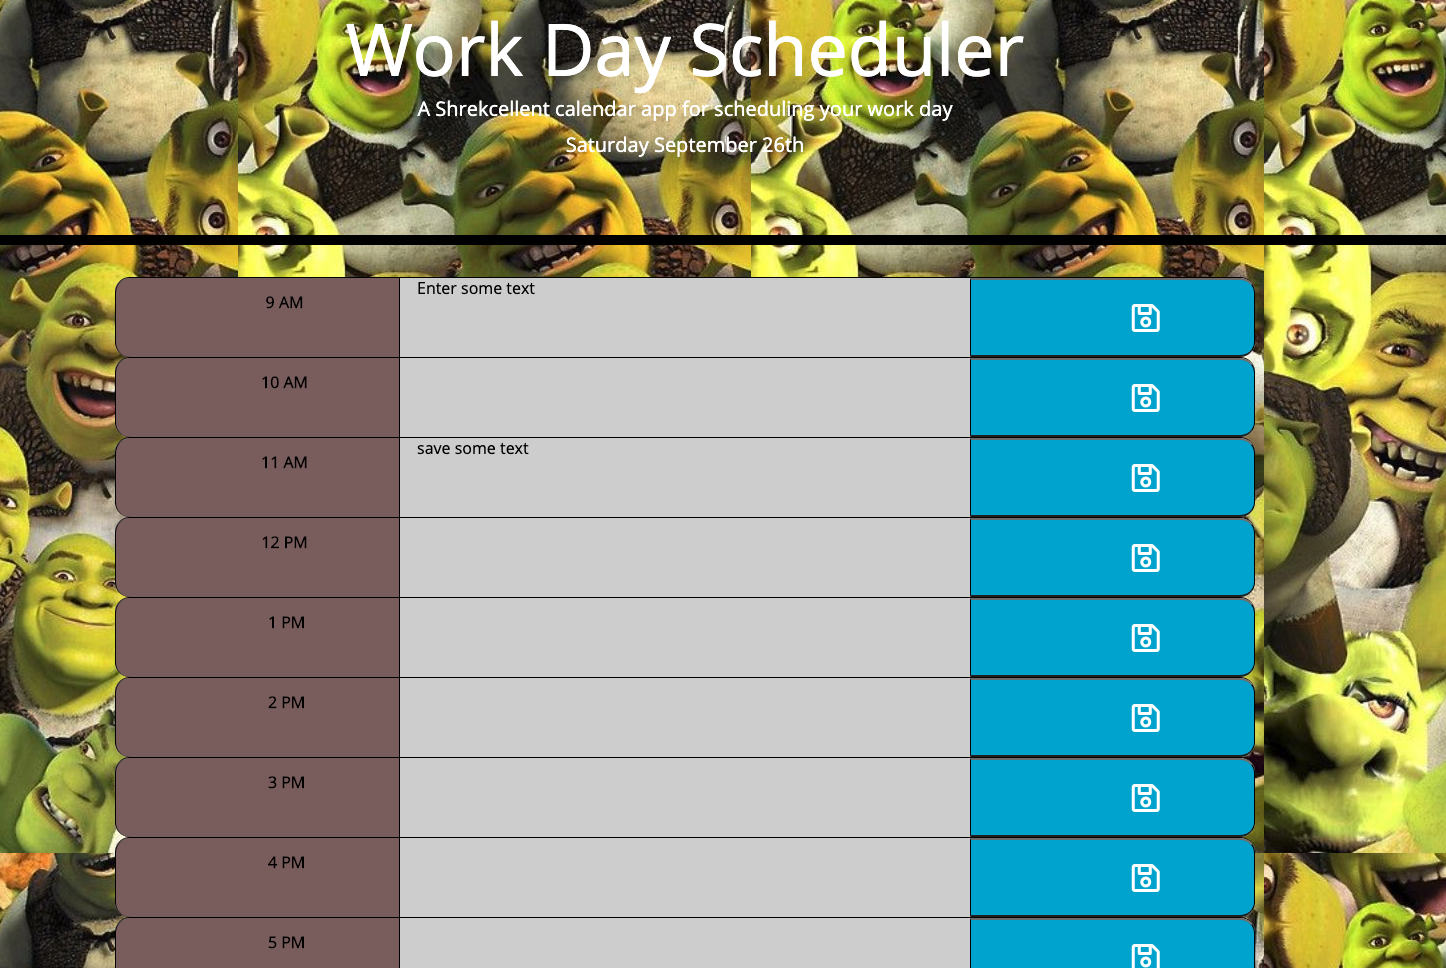 Work Day Scheduler
A Shrekcellent calendar app for scheduling your work day
Saturday September 26th
9 AM
Enter some text
10 AM
11 AM
save some text
12 PM
1 PM
2 PM
3 PM
4 PM
5 PM